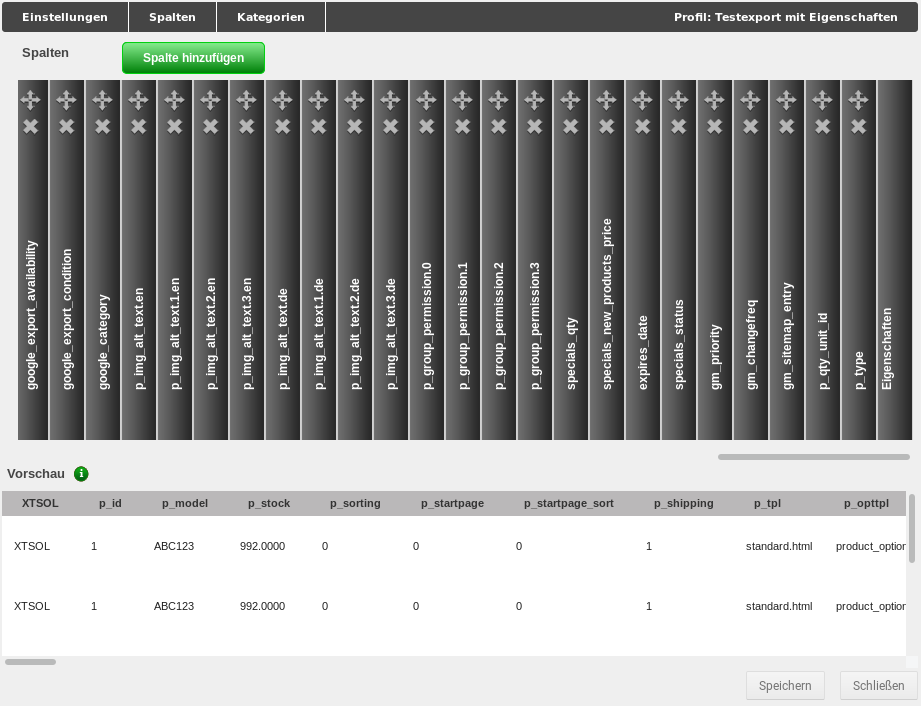 Einstellungen Spalten Kategorien Profil: Testexport mit Eigenschaften
Spalten Spalte hinzufügen
google_export_availability
google_export_condition
google_category
p_img_alt_text.en
p_img_alt_text.1.en
p_img_alt_text.2.en
p_img_alt_text.3.en
p_img_alt_text.de
p_img_alt_text.1.de
p_img_alt_text.2.de
p_img_alt_text.3.de
p_group_permission.0
p_group_permission.1
p_group_permission.2
p_group_permission.3
specials_qty
specials_new_products_price
expires_date
specials_status
gm_priority
gm_changefreq
gm_sitemap_entry
p_qty_unit_id
p_type
Eigenschaften
Vorschau i
XTSOL p_id p_model p_stock p_sorting p_startpage p_startpage_sort p_shipping p_tpl p_opttpl
XTSOL 1 ABC123 992.0000 0 0 0 1 standard.html product_option
XTSOL 1 ABC123 992.0000 0 0 0 1 standard.html product_option
Speichern Schließen